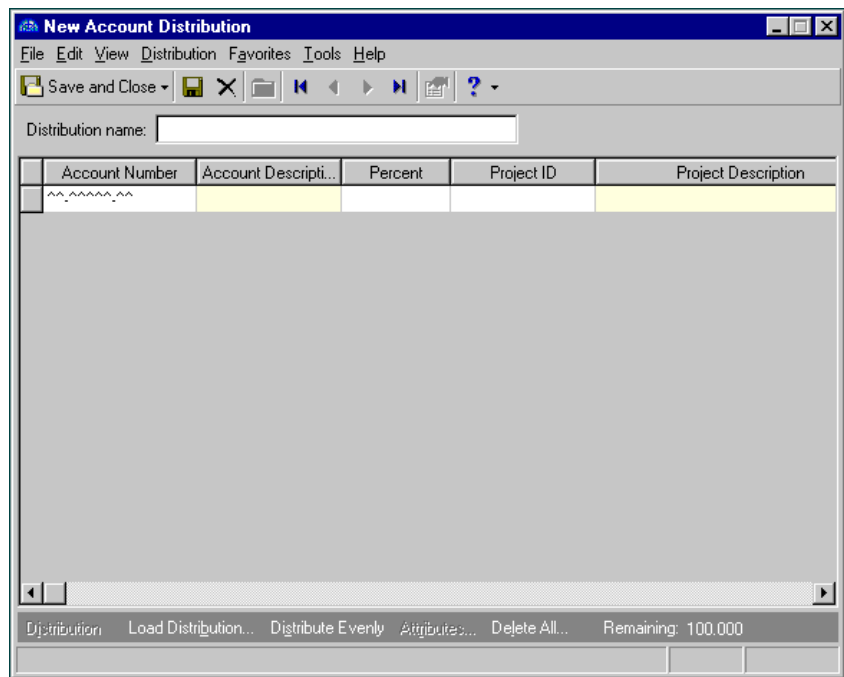 New Account Distribution
File Edit View Distribution Favorites Tools Help
Save and Close ?
Distribution name:
Account Number Account Descripti... Percent Project ID Project Description
^^-^^^^^-^^
Distribution Load Distribution... Distribute Evenly Attributes... Delete All... Remaining: 100.000